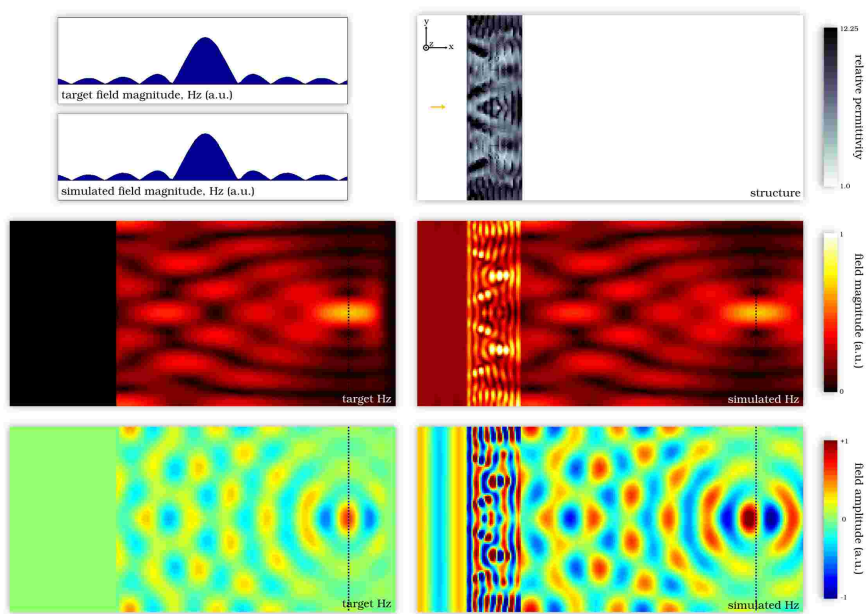 target field magnitude, Hz (a.u.)
simulated field magnitude, Hz (a.u.)
y
z
x
structure
12.25
relative permittivity
1.0
target Hz
simulated Hz
1
field magnitude (a.u.)
0
target Hz
simulated Hz
+1
field amplitude (a.u.)
-1